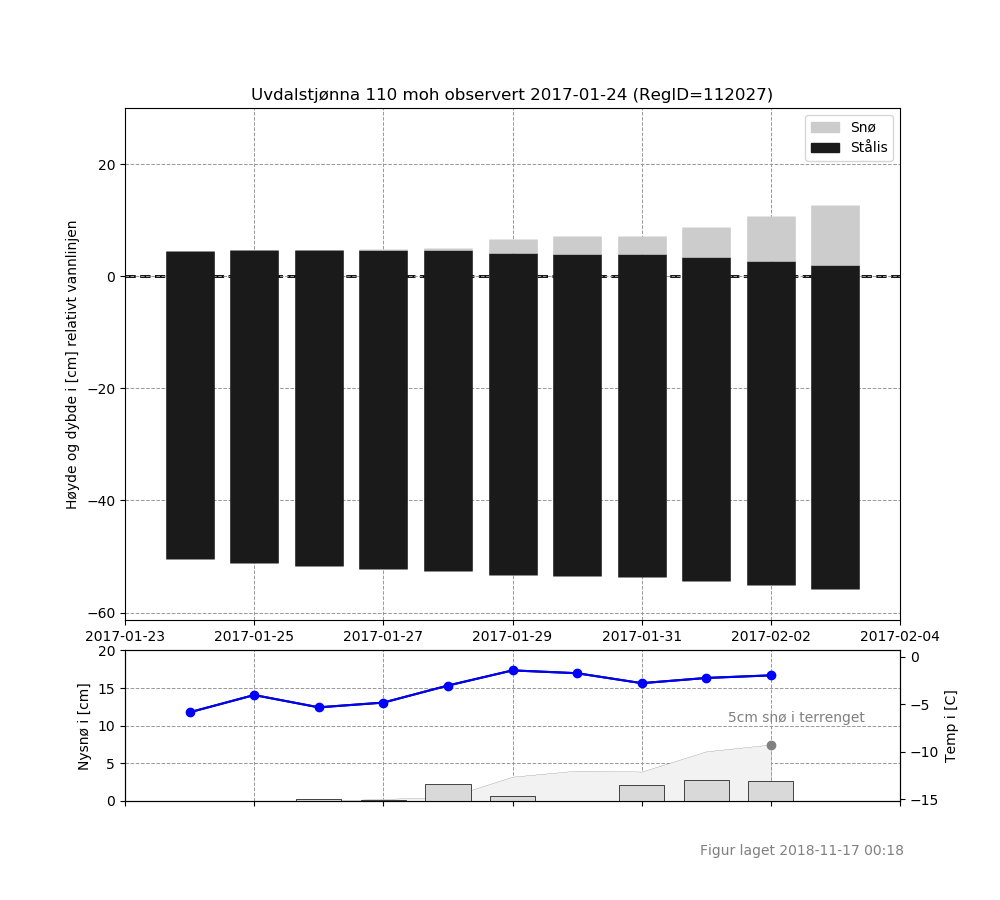 Uvdalstjønna 110 moh observert 2017-01-24 (RegID=112027)
Snø
Stålis
Høyde og dybde i [cm] relativt vannlinjen
20
0
−20
−40
−60
2017-01-23 2017-01-25 2017-01-27 2017-01-29 2017-01-31 2017-02-02 2017-02-04
Nysnø i [cm]
20
15
10
5
0
5cm snø i terrenget
0
−5
−10
−15
Temp i [C]
Figur laget 2018-11-17 00:18